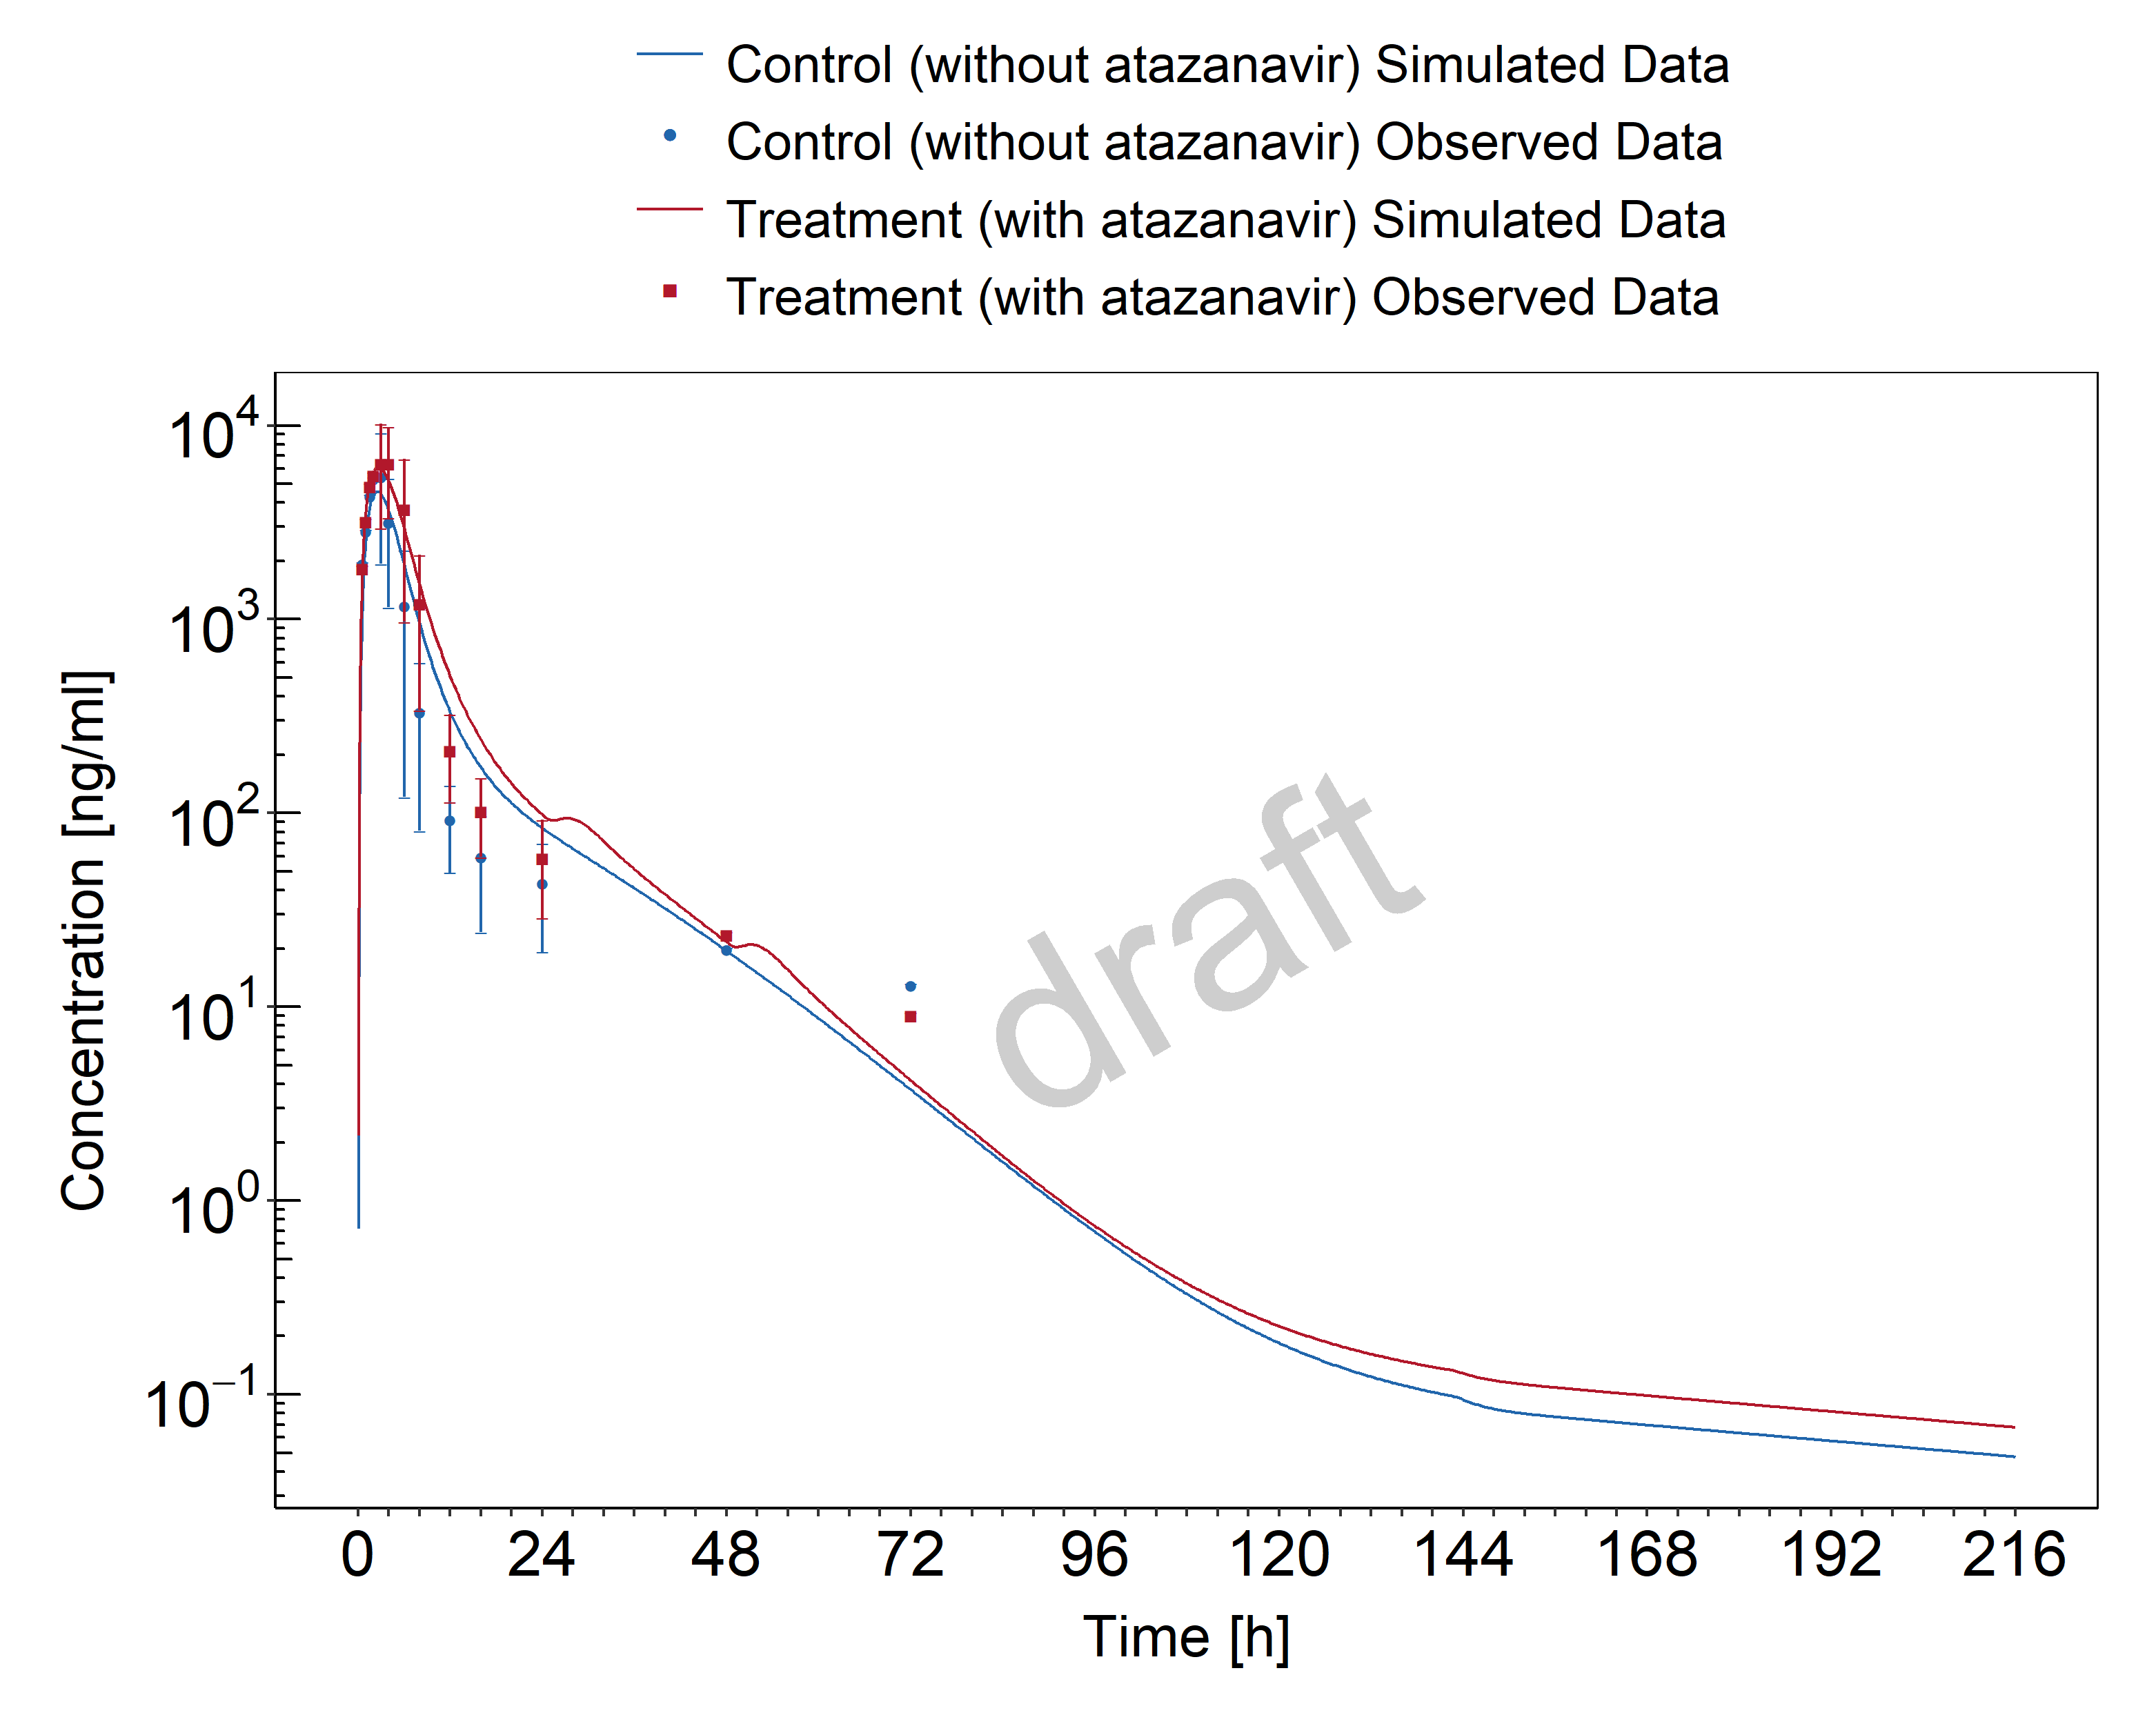 Control (without atazanavir) Simulated Data
Control (without atazanavir) Observed Data
Treatment (with atazanavir) Simulated Data
Treatment (with atazanavir) Observed Data
10⁴
10³
10²
10¹
10⁰
10⁻¹
Concentration [ng/ml]
draft
0 24 48 72 96 120 144 168 192 216
Time [h]